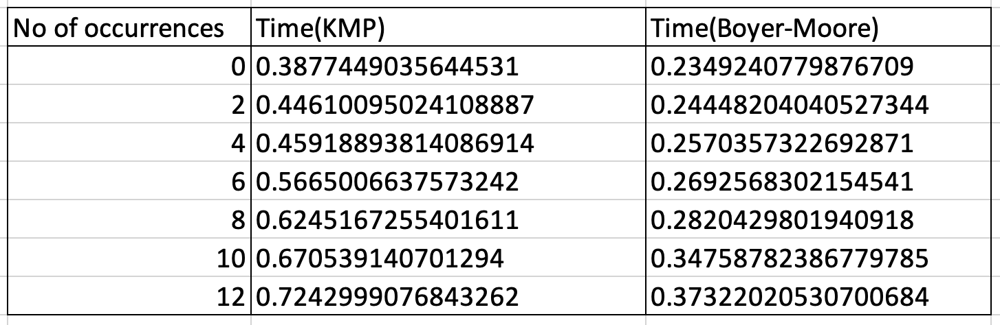 No of occurrences Time(KMP) Time(Boyer-Moore)
0 0.3877449035644531 0.2349240779876709
2 0.44610095024108887 0.24448204040527344
4 0.45918893814086914 0.2570357322692871
6 0.5665006637573242 0.2692568302154541
8 0.6245167255401611 0.2820429801940918
10 0.670539140701294 0.34758782386779785
12 0.7242999076843262 0.37322020530700684